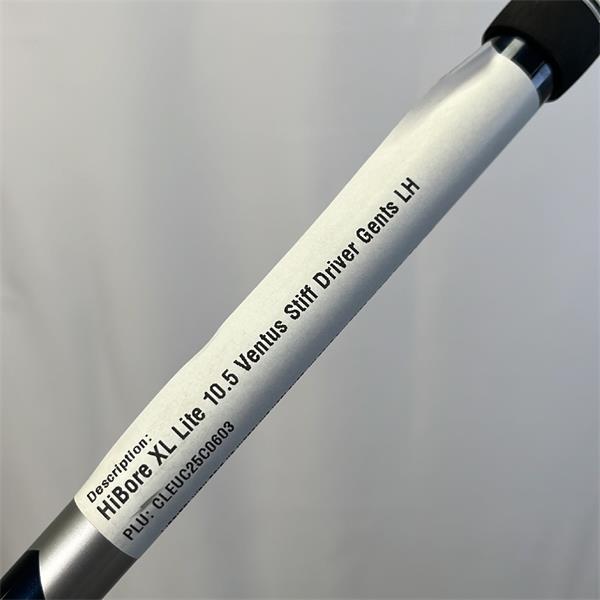 Description:
HiBore XL Lite 10.5 Ventus Stiff Driver Gents LH
PLU: CLEUC25C0603